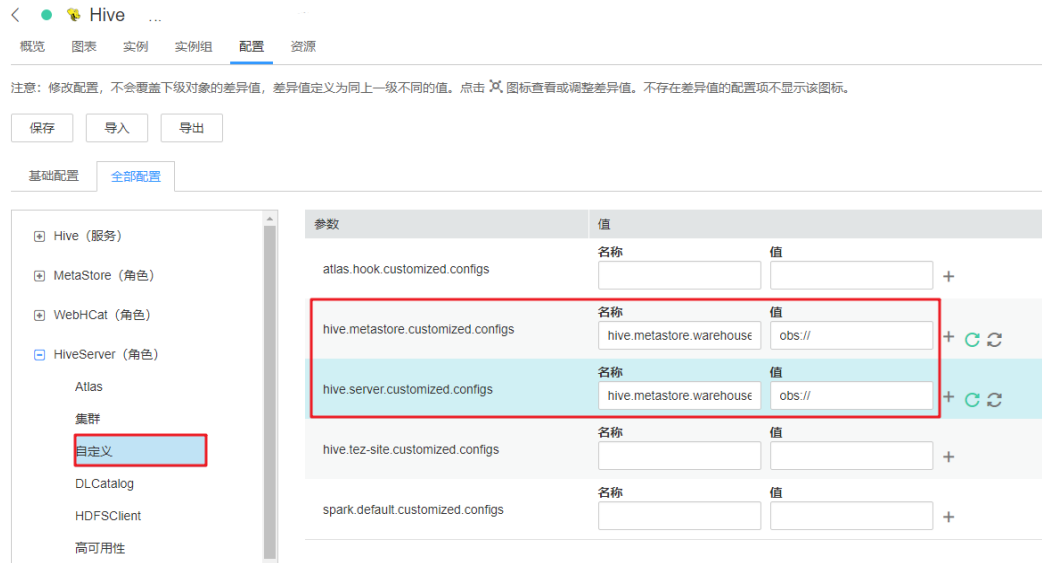 Hive ...
概览 图表 实例 实例组 配置 资源
注意：修改配置，不会覆盖下级对象的差异值，差异值定义为同上一级不同的值。点击 图标查看或调整差异值。不存在差异值的配置项不显示该图标。
保存 导入 导出
基础配置 全部配置
Hive（服务）
MetaStore（角色）
WebHCat（角色）
HiveServer（角色）
Atlas
集群
自定义
DLCatalog
HDFSClient
高可用性
参数 值
名称 值
atlas.hook.customized.configs
名称 值
hive.metastore.customized.configs hive.metastore.warehouse obs://
名称 值
hive.server.customized.configs hive.metastore.warehouse obs://
名称 值
hive.tez-site.customized.configs
名称 值
spark.default.customized.configs